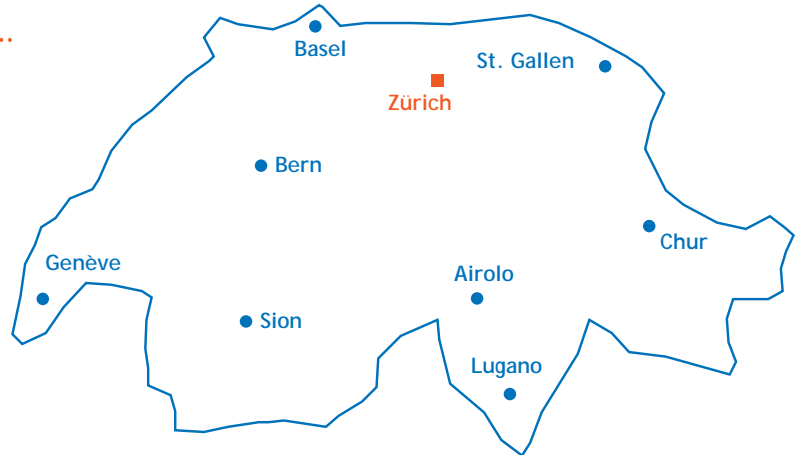 ..
Basel
St. Gallen
Zürich
Bern
Chur
Genève
Airolo
Sion
Lugano